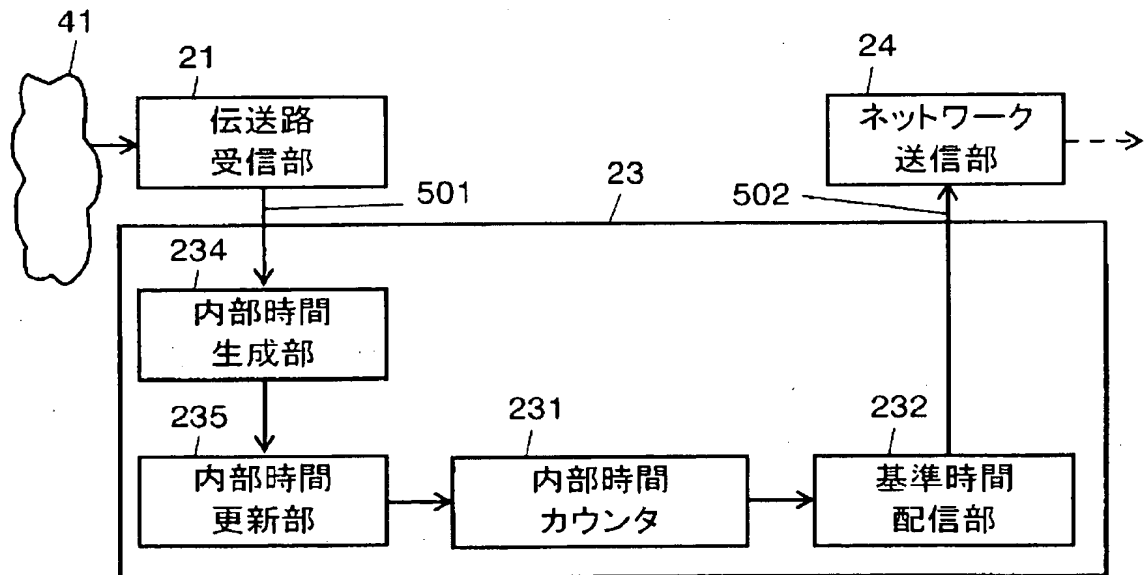 41
21
伝送路
受信部
24
ネットワーク
送信部
501
23
502
234
内部時間
生成部
235
内部時間
更新部
231
内部時間
カウンタ
232
基準時間
配信部